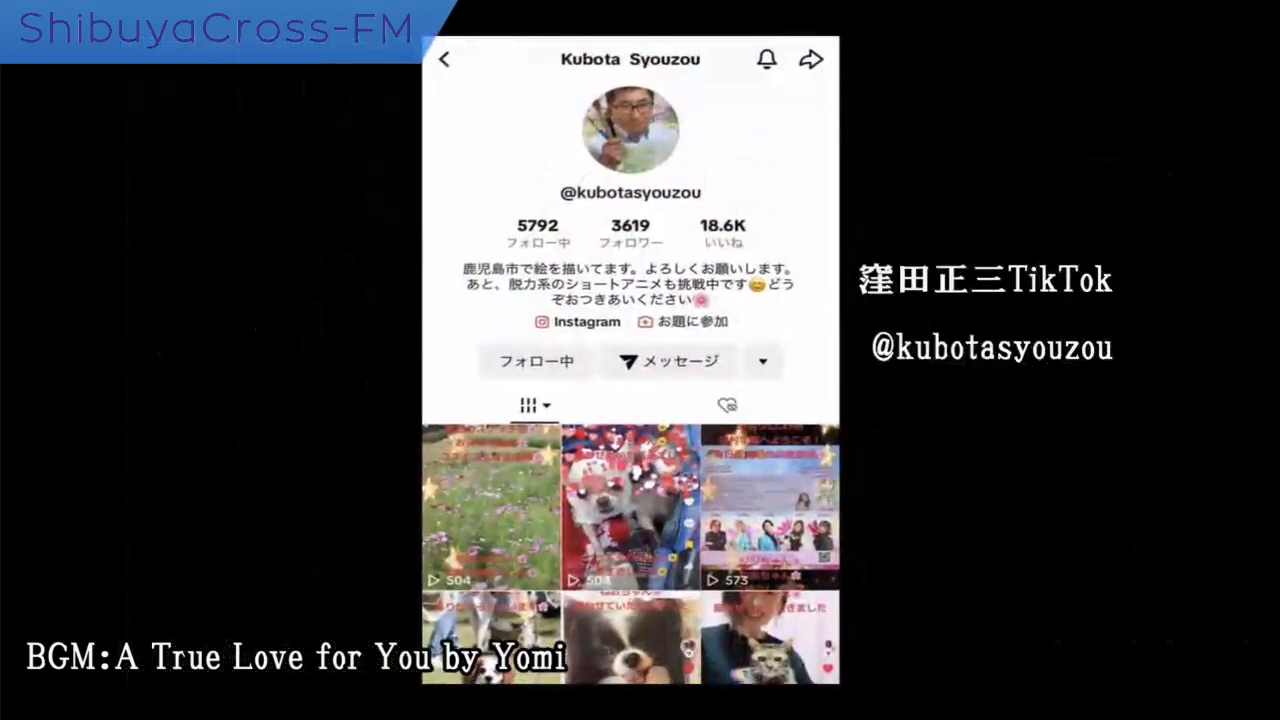 ShibuyaCross-FM
Kubota Syouzou
@kubotasyouzou
5792
3619
18.6K
フォロー中
フォロワー
いいね
鹿児島市で絵を描いてます。よろしくお願いします。
あと、脱力系のショートアニメも挑戦中です😊どう
ぞおつきあいください🌸
Instagram
お題に参加
フォロー中
メッセージ
窪田正三TikTok
@kubotasyouzou
504
504
573
BGM:A True Love for You by Yomi